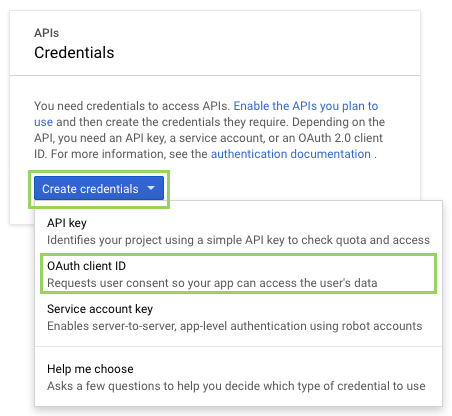 APIs
Credentials
You need credentials to access APIs. Enable the APIs you plan to
use and then create the credentials they require. Depending on the
API, you need an API key, a service account, or an OAuth 2.0 client
ID. For more information, see the authentication documentation .
Create credentials
API key
Identifies your project using a simple API key to check quota and access
OAuth client ID
Requests user consent so your app can access the user's data
Service account key
Enables server-to-server, app-level authentication using robot accounts
Help me choose
Asks a few questions to help you decide which type of credential to use